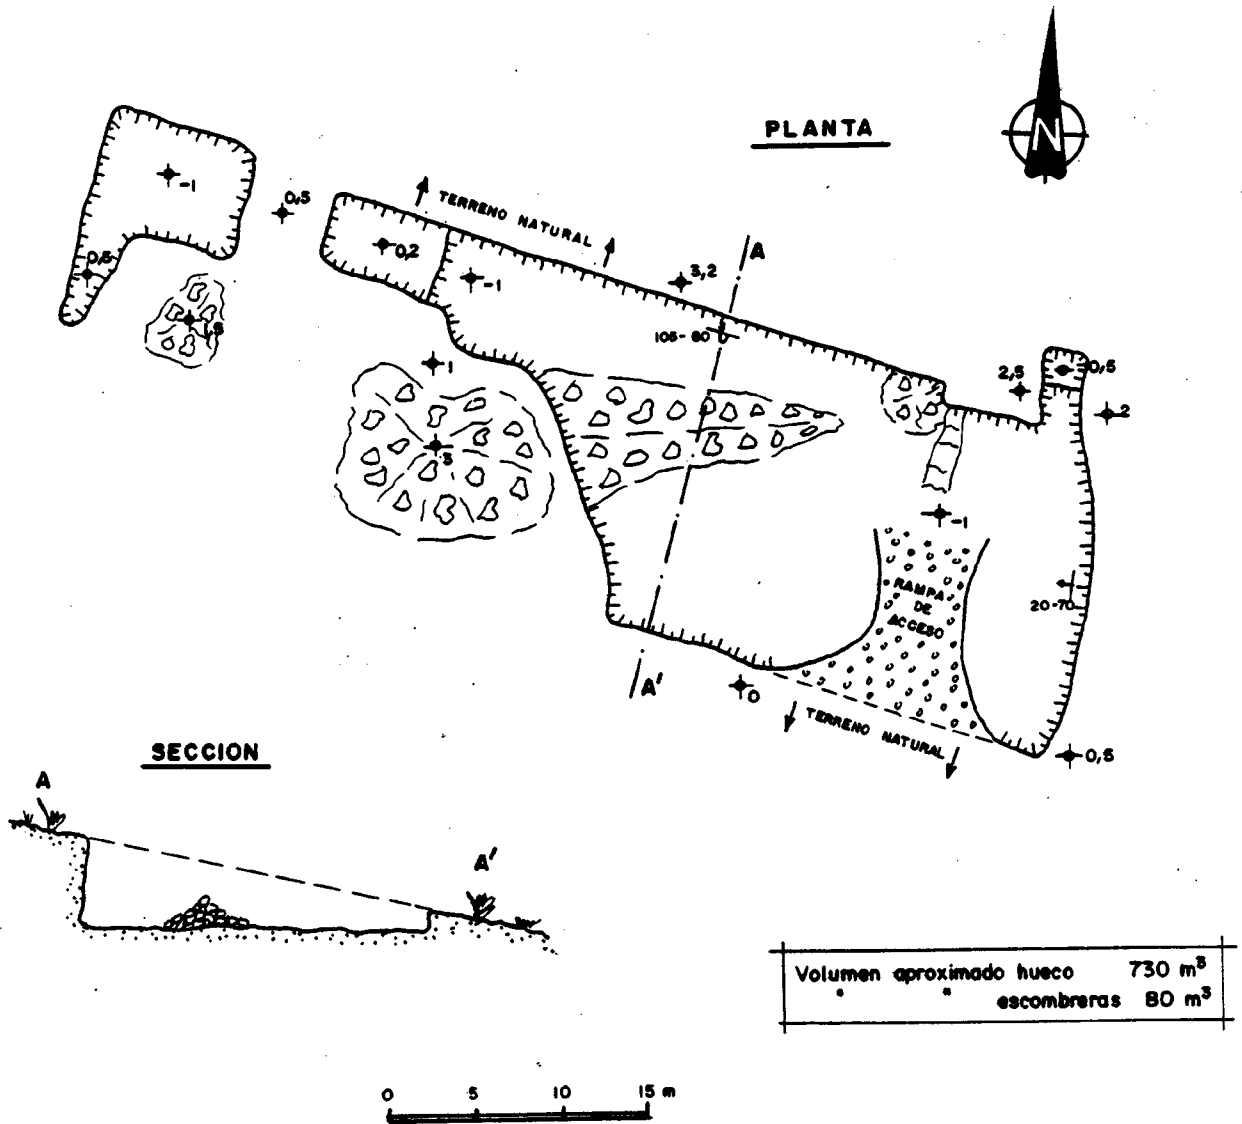 PLANTA
N
-1
0,5
0,5
1,5
TERRENO NATURAL
0,2
-1
3,2
A
105-80
1
3
2,5
0,5
2
-1
RAMPA
DE
ACCESO
20-70
A'
0
TERRENO NATURAL
0,5
SECCION
A
A'
Volumen aproximado hueco 730 m³
" " escombreras 80 m³
0 5 10 15 m